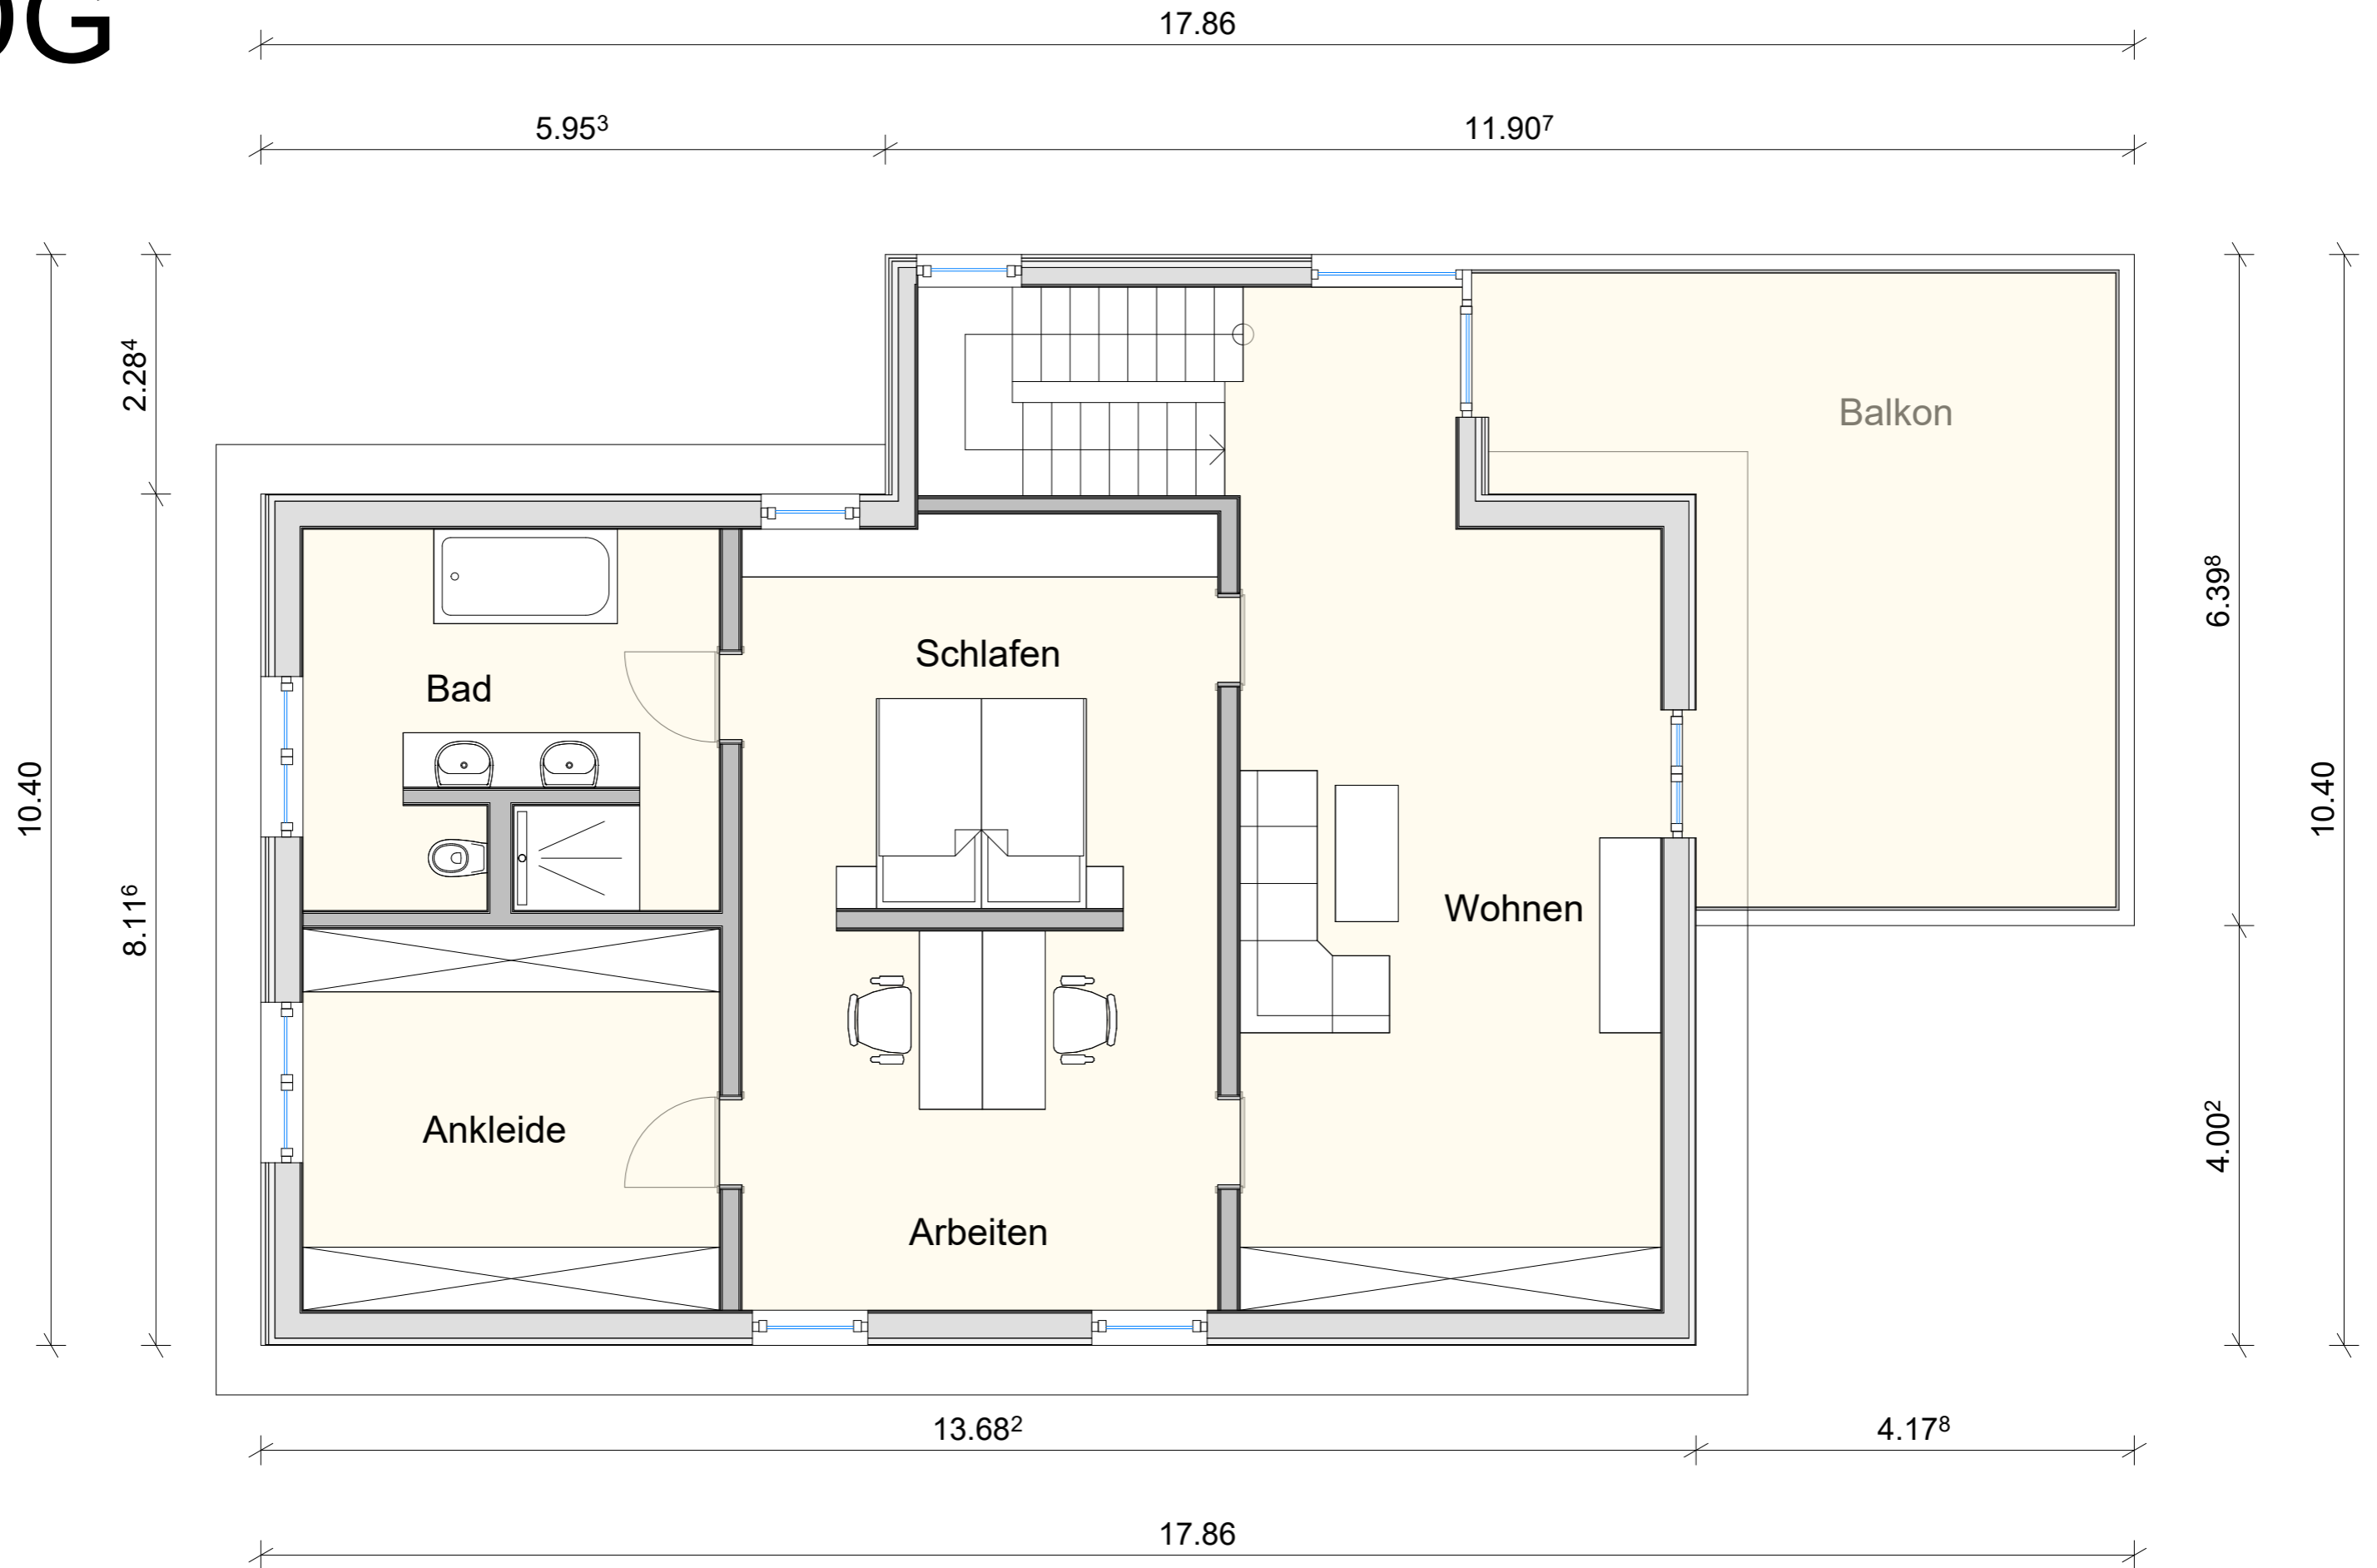 17.86
5.95³
11.90⁷
2.28⁴
Balkon
6.39⁸
Schlafen
Bad
10.40
10.40
8.11⁶
Wohnen
4.00²
Ankleide
Arbeiten
13.68²
4.17⁸
17.86